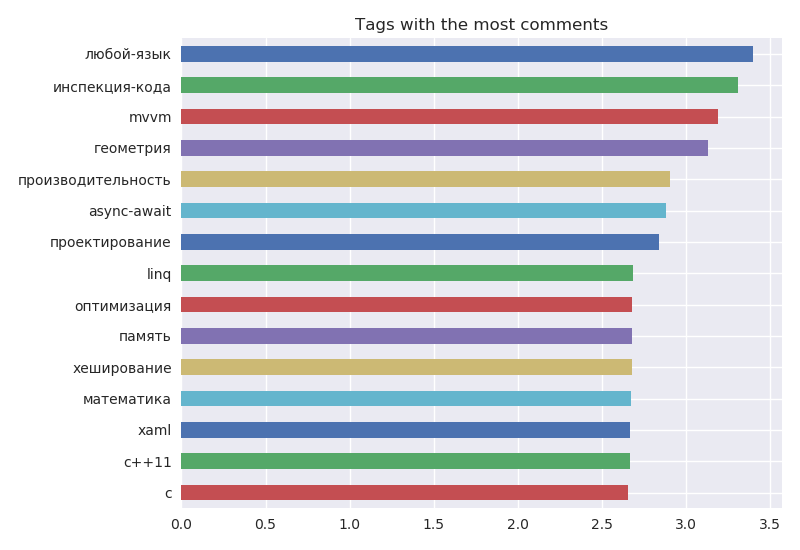 Tags with the most comments
любой-язык
инспекция-кода
mvvm
геометрия
производительность
async-await
проектирование
linq
оптимизация
память
хеширование
математика
xaml
c++11
c
0.0 0.5 1.0 1.5 2.0 2.5 3.0 3.5